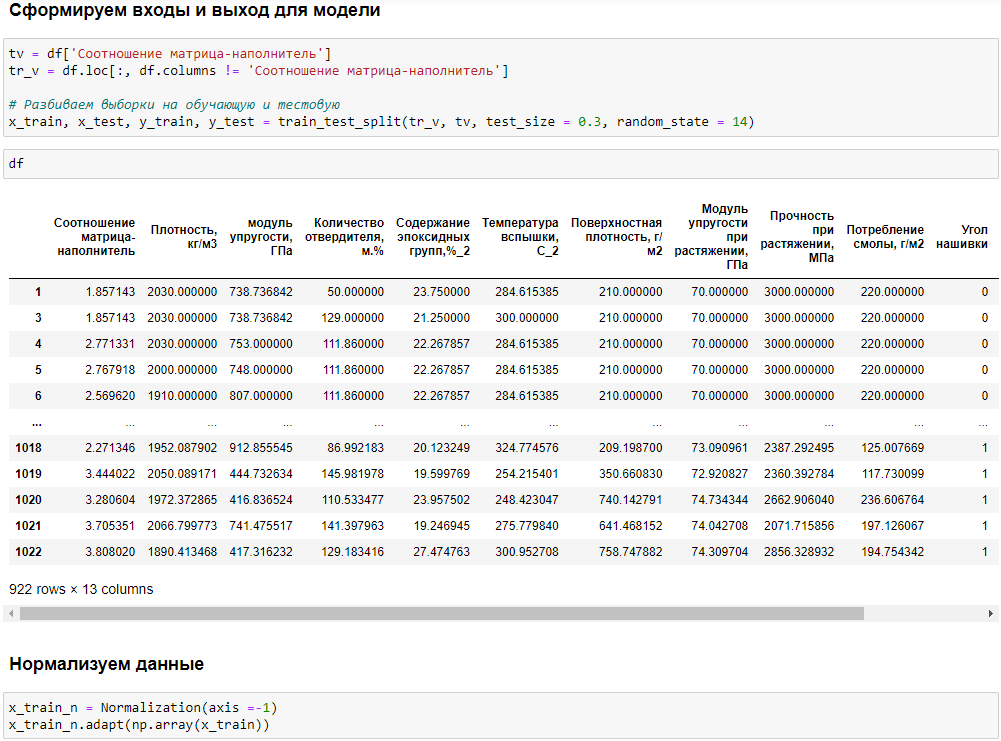 Сформируем входы и выход для модели
tv = df['Соотношение матрица-наполнитель']
tr_v = df.loc[:, df.columns != 'Соотношение матрица-наполнитель']
# Разбиваем выборки на обучающую и тестовую
x_train, x_test, y_train, y_test = train_test_split(tr_v, tv, test_size = 0.3, random_state = 14)
df
Соотношение матрица-наполнитель Плотность, кг/м3 модуль упругости, ГПа Количество отвердителя, м.% Содержание эпоксидных групп,%_2 Температура вспышки, С_2 Поверхностная плотность, г/м2 Модуль упругости при растяжении, ГПа Прочность при растяжении, МПа Потребление смолы, г/м2 Угол нашивки
1 1.857143 2030.000000 738.736842 50.000000 23.750000 284.615385 210.000000 70.000000 3000.000000 220.000000 0
3 1.857143 2030.000000 738.736842 129.000000 21.250000 300.000000 210.000000 70.000000 3000.000000 220.000000 0
4 2.771331 2030.000000 753.000000 111.860000 22.267857 284.615385 210.000000 70.000000 3000.000000 220.000000 0
5 2.767918 2000.000000 748.000000 111.860000 22.267857 284.615385 210.000000 70.000000 3000.000000 220.000000 0
6 2.569620 1910.000000 807.000000 111.860000 22.267857 284.615385 210.000000 70.000000 3000.000000 220.000000 0
... ... ... ... ... ... ... ... ... ... ... ...
1018 2.271346 1952.087902 912.855545 86.992183 20.123249 324.774576 209.198700 73.090961 2387.292495 125.007669 1
1019 3.444022 2050.089171 444.732634 145.981978 19.599769 254.215401 350.660830 72.920827 2360.392784 117.730099 1
1020 3.280604 1972.372865 416.836524 110.533477 23.957502 248.423047 740.142791 74.734344 2662.906040 236.606764 1
1021 3.705351 2066.799773 741.475517 141.397963 19.246945 275.779840 641.468152 74.042708 2071.715856 197.126067 1
1022 3.808020 1890.413468 417.316232 129.183416 27.474763 300.952708 758.747882 74.309704 2856.328932 194.754342 1
922 rows × 13 columns
Нормализуем данные
x_train_n = Normalization(axis =-1)
x_train_n.adapt(np.array(x_train))